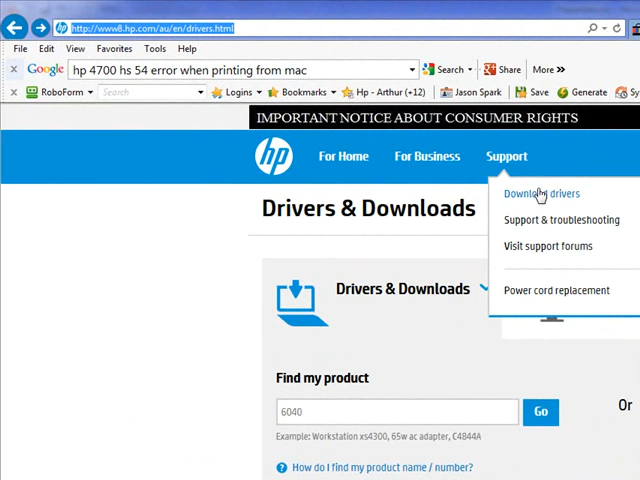 http://www8.hp.com/au/en/drivers.html
File Edit View Favorites Tools Help
x Google hp 4700 hs 54 error when printing from mac Search Share More »
x RoboForm Search Logins Bookmarks Hp - Arthur (+12) Jason Spark Save Generate Sy
IMPORTANT NOTICE ABOUT CONSUMER RIGHTS
hp For Home For Business Support
Download drivers
Drivers & Downloads
Support & troubleshooting
Visit support forums
Drivers & Downloads
Power cord replacement
Find my product
6040 Go Or
Example: Workstation xs4300, 65w ac adapter, C4844A
? How do I find my product name / number?